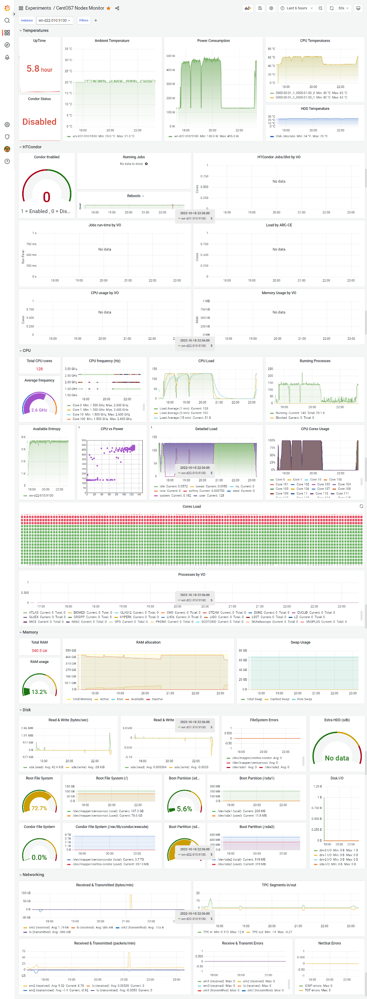 Experiments / CentOS7 Nodes Monitor
Last 6 hours
30s
instance wn-d22-010:9100 Filters +
Temperatures
UpTime
5.8 hour
Condor Status
Disabled
Ambient Temperature
35 °C
30 °C
25 °C
20 °C
15 °C
10 °C
5 °C
0 °C
18:00 20:00 22:00
wn-d22-010:9100 Min: 20.0 °C Max: 21.0 °C
Power Consumption
500 W
400 W
300 W
200 W
100 W
0 W
18:00 20:00 22:00
wn-d22-010:9100 Min: 130.0 W Max: 495.0 W
CPU Temperatures
80 °C
60 °C
40 °C
20 °C
0 °C
18:00 20:00 22:00
0000:00:01_1_0000:01:00_0 Min: 43 °C Max: 63 °C
0000:00:01_1_0000:01:00_1 Min: 43 °C Max: 63 °C
HDD Temperature
30 °C
20 °C
10 °C
0 °C
18:00 20:00 22:00
Disk /dev/sda Min: 24 °C Max: 25 °C
HTCondor
Condor Enabled
0
1 = Enabled , 0 = Dis...
Running Jobs
No data to show
Reboots
18:00 19:00 20:00 21:00 22:00
2022-10-18 22:36:00
wn-d22-010:9100: 5
HTCondor Jobs/Slot by VO
1
0.750
0.500
0.250
Cores
No data
18:00 19:00 20:00 21:00 22:00 23:00
Jobs run-time by VO
1 s
750 ms
500 ms
250 ms
0 s
Run-Time
No data
18:00 19:00 20:00 21:00 22:00 23:00
Load by ARC-CE
1
0.750
0.500
0.250
0
Cores
No data
18:00 19:00 20:00 21:00 22:00 23:00
CPU usage by VO
1
0.750
0.500
0.250
0
Cores
No data
18:00 19:00 20:00 21:00 22:00
Memory Usage by VO
1 MB
750 kB
500 kB
250 kB
0 MB
RAM
No data
18:00 19:00 20:00 21:00 22:00 23:00
2022-10-18 22:36:00
wn-d22-010:9100: 5
CPU
Total CPU cores
128
Average frequency
2.6 GHz
CPU frequency (Hz)
3.00 GHz
2.50 GHz
2.00 GHz
1.50 GHz
1.00 GHz
18:00 20:00 22:00
Core 0 Min: 1.500 GHz Max: 2.600 GHz
Core 1 Min: 1.500 GHz Max: 2.600 GHz
Core 10 Min: 1.500 GHz Max: 2.600 GHz
Core 100 Min: 1.500 GHz Max: 2.600 GHz
CPU Load
150
100
50
0
18:00 19:00 20:00 21:00 22:00 23:00
Load Average (1 min) Current: 128
Load Average (5 min) Current: 102
Load Average (15 min) Current: 51.8
Running Processes
250
200
150
100
50
0
18:00 20:00 22:00
Running Current: 140 Total: 29.1 K
Blocked Current: 0 Total: 0
Available Entropy
4 K
3 K
2 K
1 K
0
18:00 20:00 22:00
wn-d22-010:9100
CPU vs Power
550
500
450
400
350
300
250
200
150
100
50
0
0 20 40 60 80 100 120 140
Detailed Load
150
100
50
0
18:00 19:00 20:00 21:00 22:00 23:00
2022-10-18 22:36:00
wn-d22-010:9100: 5
idle Current: 0.0572 iowait Current: 0.0950 irq Current: 0
nice Current: 0 softirq Current: 0.000750 steal Current: 0
system Current: 0.182 user Current: 128
CPU Cores Usage
100%
75%
50%
25%
0%
18:00 20:00 22:00
Core 0 Core 1 Core 10 Core 100
Core 101 Core 102 Core 103 Core 104
Core 105 Core 106 Core 107 Core 108
Core 109 Core 11 Core 110 Core 111
Cores Load
Processes by VO
1
0.500
0
17:30 18:00 18:30 19:00 19:30 20:00 20:30 21:00 21:30 22:00 22:30 23:00
2022-10-18 22:36:00
wn-d22-010:9100: 5
ATLAS Current: 0 Total: 0 BIOMED Current: 0 Total: 0 CLAS12 Current: 0 Total: 0 CMS Current: 0 Total: 0 DTEAM Current: 0 Total: 0 DUNE Current: 0 Total: 0 EUCLID Current: 0 Total: 0
GLUEX Current: 0 Total: 0 GRIDPP Current: 0 Total: 0 HYPERK Current: 0 Total: 0 LHCb Current: 0 Total: 0 LIGO Current: 0 Total: 0 LSST Current: 0 Total: 0 LZ Current: 0 Total: 0
MICE Current: 0 Total: 0 NA62 Current: 0 Total: 0 OPS Current: 0 Total: 0 PHENO Current: 0 Total: 0 SCOTGRID Current: 0 Total: 0 SKAtelescope Current: 0 Total: 0 SNOPLUS Current: 0 Total: 0
Memory
Total RAM
540.5 GB
RAM usage
13.2%
RAM allocation
559 GiB
466 GiB
373 GiB
279 GiB
186 GiB
93.1 GiB
0 B
18:00 19:00 20:00 21:00 22:00 23:00
Total Memory Active Free Available Inactive
Swap Usage
80 GB
60 GB
40 GB
20 GB
0 B
18:00 19:00 20:00 21:00 22:00 23:00
Total Swap Cached Swap Free Swap
Disk
Read & Write (bytes/sec)
2.86 MiB
1.91 MiB
977 KiB
0 B
-977 KiB
18:00 20:00 22:00
sda (read) Avg: 42.4 KiB sda (write) Avg: -28 KiB
Read & Write
0.0500
0
-0.050
-0.10
18:00 20:00 22:00
2022-10-18 22:36:00
wn-d22-010:9100: 5
sda (read) Avg: 0.000264 sda (write) Avg: -0.0020
FileSystem Errors
1
0.500
0
-0.50
-1
18:00 20:00 22:00
/dev/mapper/centos-condor Avg: 0
/dev/mapper/centos-root Avg: 0
/dev/sda1 Avg: 0 /dev/sda2 Avg: 0
Extra HDD (sdb)
No data
Root File System
72.7%
Root File System (/)
150 GB
100 GB
50 GB
0 B
18:00 20:00 22:00
/dev/mapper/centos-root (total) Current: 107.3 GB
/dev/mapper/centos-root (used) Current: 78.0 GB
Boot Partition (sd...
5.6%
Boot Partition (/sda1)
300 MB
200 MB
100 MB
0 B
18:00 20:00 22:00
/dev/sda1 (total) Current: 209 MB
/dev/sda1 (used) Current: 11.8 MB
Disk I/O
1.25 B
1 B
0.750 B
0.500 B
0.250 B
0 B
18:00 20:00 22:00
dm-0 I/O Min: 0 B Max: 1 B
dm-1 I/O Min: 0 B Max: 0 B
dm-2 I/O Min: 0 B Max: 0 B
sda I/O Min: 0 B Max: 0 B
Condor File System
0.0%
Condor File System (/var/lib/condor/execute)
4 TB
3 TB
2 TB
1 TB
0 B
18:00 20:00 22:00
/dev/mapper/centos-condor (total) Current: 3.7 TB
/dev/mapper/centos-condor (used) Current: 337.0 MB
Boot Partition (sd...
2022-10-18 22:36:00
wn-d22-010:9100: 5
Boot Partition (/sda2)
600 MB
400 MB
0 B
18:00 20:00 22:00
/dev/sda2 (total) Current: 518 MB
/dev/sda2 (used) Current: 319 MB
Networking
Received & Transmitted (bytes/min)
100 kB
50 kB
0 B
-50 kB
18:00 19:00 20:00 21:00 22:00
em2 (received) Avg: 1.79 kB lo (received) Avg: 586 mB em2 (transmitted) Avg: -755 B
lo (transmitted) Avg: -586 mB
TPC Segments in/out
20
10
0
2022-10-18 22:36:00
wn-d22-010:9100: 5
18:00 19:00 20:00 21:00 22:00 23:00
TPC in Min: 0.113 Max: 12.8 TPC out Min: -14 Max: -0.27
Received & Transmitted (packets/min)
75
50
25
0
-25
18:00 19:00 20:00 21:00 22:00 23:00
em2 (received) Avg: 9.52 Current: 8.78 lo (received) Avg: 0.00535 Current: 0
em2 (transmitted) Avg: -1.4 Current: -0.92 lo (transmitted) Avg: -0.0053 Current: 0
Receive & Transmit Errors
1
0.500
0
-0.50
-1
18:00 20:00 22:00
em1 (received) Max: 0 em2 (received) Max: 0
em3 (received) Max: 0 lo (received) Max: 0
em1 (transmitted) Max: 0 em2 (transmitted) Max: 0
NetStat Errors
1
0.500
0
-0.50
-1
18:00 20:00 22:00
ICMP errors Max: 0
TCP errors Max: 0